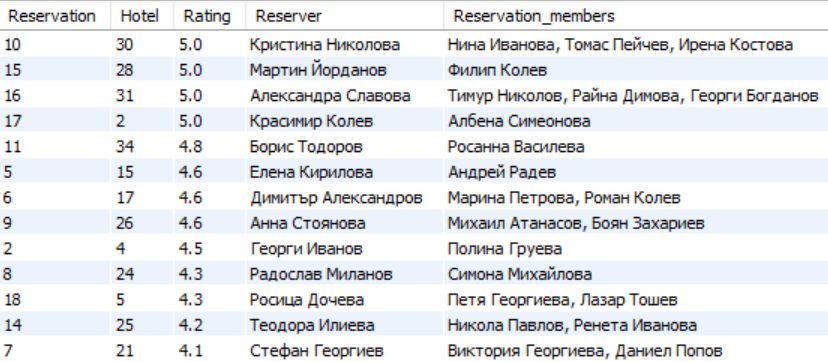 Reservation Hotel Rating Reserver Reservation_members
10 30 5.0 Кристина Николова Нина Иванова, Томас Пейчев, Ирена Костова
15 28 5.0 Мартин Йорданов Филип Колев
16 31 5.0 Александра Славова Тимур Николов, Райна Димова, Георги Богданов
17 2 5.0 Красимир Колев Албена Симеонова
11 34 4.8 Борис Тодоров Росанна Василева
5 15 4.6 Елена Кирилова Андрей Радев
6 17 4.6 Димитър Александров Марина Петрова, Роман Колев
9 26 4.6 Анна Стоянова Михаил Атанасов, Боян Захариев
2 4 4.5 Георги Иванов Полина Груева
8 24 4.3 Радослав Миланов Симона Михайлова
18 5 4.3 Росица Дочева Петя Георгиева, Лазар Тошев
14 25 4.2 Теодора Илиева Никола Павлов, Ренета Иванова
7 21 4.1 Стефан Георгиев Виктория Георгиева, Даниел Попов